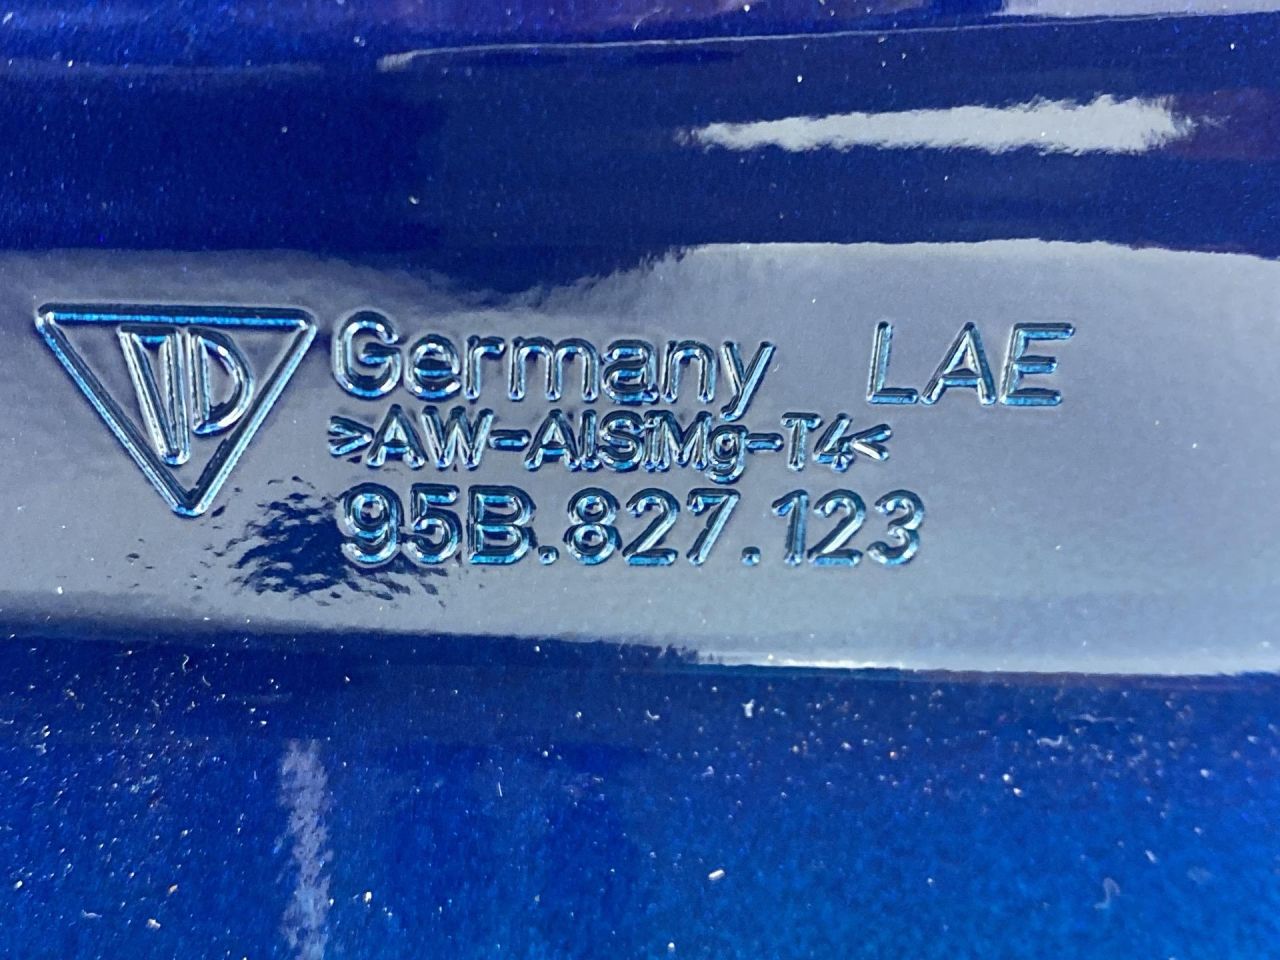 Germany LAE
>AW-AlSiMg-T4<
95B.827.123